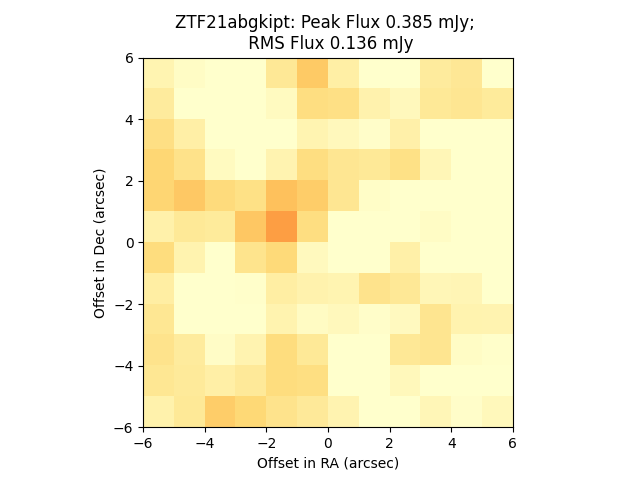 ZTF21abgkipt: Peak Flux 0.385 mJy;
RMS Flux 0.136 mJy
6
4
2
0
−2
−4
−6
Offset in Dec (arcsec)
−6 −4 −2 0 2 4 6
Offset in RA (arcsec)